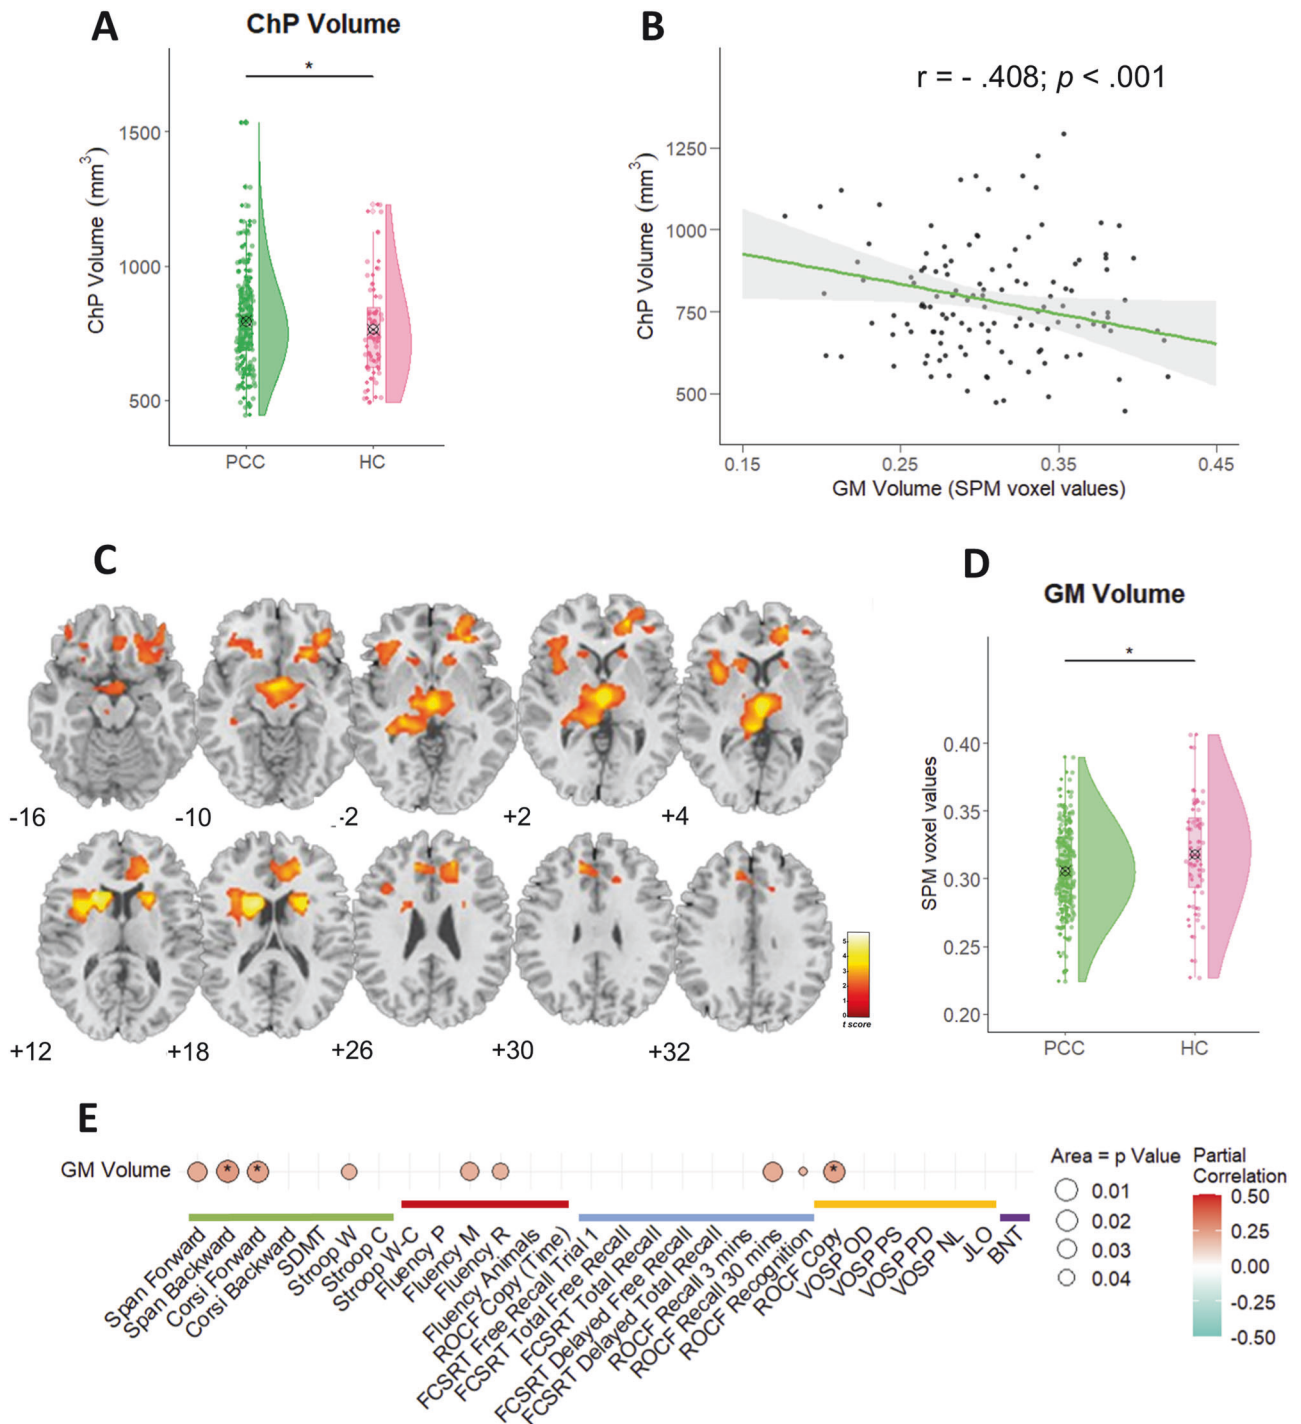 A
ChP Volume
*
ChP Volume (mm³)
1500
1000
500
PCC
HC
B
r = - .408; p < .001
ChP Volume (mm³)
1250
1000
750
500
0.15
0.25
0.35
0.45
GM Volume (SPM voxel values)
C
-16
-10
-2
+2
+4
+12
+18
+26
+30
+32
5
4
3
2
1
0
t score
D
GM Volume
*
SPM voxel values
0.40
0.35
0.30
0.25
0.20
PCC
HC
E
GM Volume
*
*
*
Span Forward
Span Backward
Corsi Forward
Corsi Backward
SDMT
Stroop W
Stroop C
Stroop W-C
Fluency P
Fluency M
Fluency R
Fluency Animals
ROCF Copy (Time)
FCSRT Free Recall Trial 1
FCSRT Total Free Recall
FCSRT Total Recall
FCSRT Delayed Free Recall
FCSRT Delayed Total Recall
ROCF Recall 3 mins
ROCF Recall 30 mins
ROCF Recognition
ROCF Copy
VOSP OD
VOSP PS
VOSP PD
VOSP NL
JLO
BNT
Area = p Value
0.01
0.02
0.03
0.04
Partial
Correlation
0.50
0.25
0.00
-0.25
-0.50